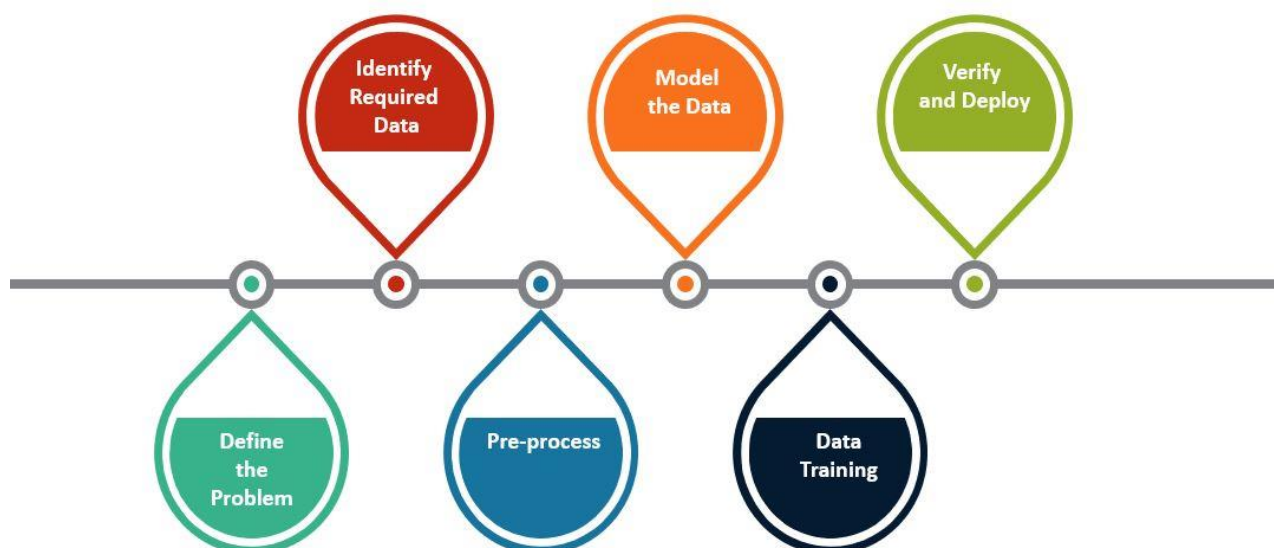 Define
the
Problem
Identify
Required
Data
Pre-process
Model
the Data
Data
Training
Verify
and Deploy